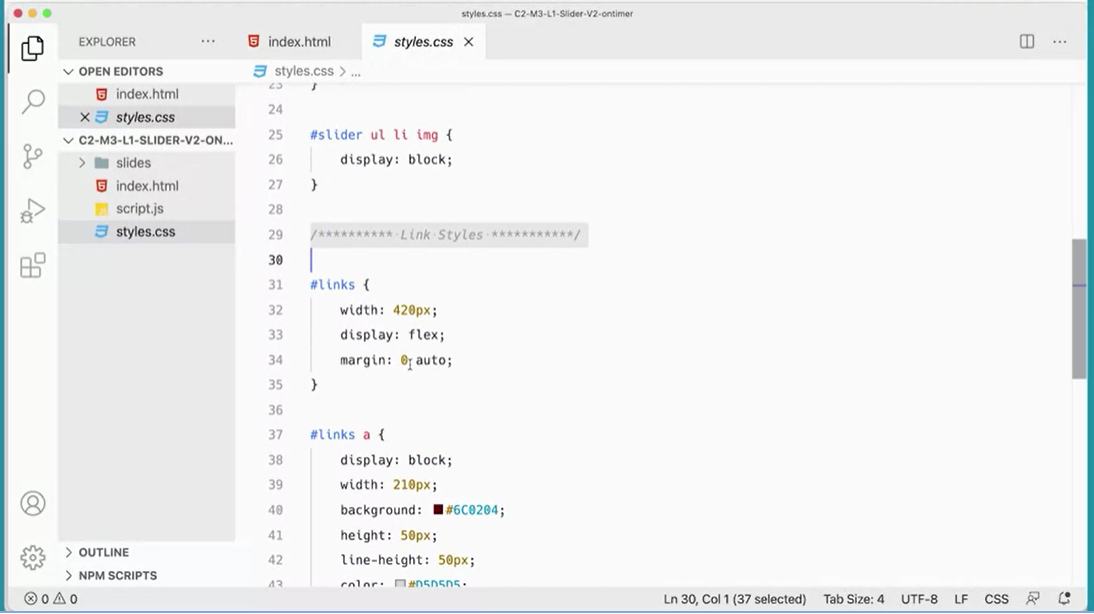 styles.css — C2-M3-L1-Slider-V2-ontimer
EXPLORER
index.html
styles.css
OPEN EDITORS
index.html
styles.css
C2-M3-L1-SLIDER-V2-ON...
slides
index.html
script.js
styles.css
OUTLINE
NPM SCRIPTS
styles.css > ...
23 }
24
25 #slider ul li img {
26 display: block;
27 }
28
29 /********** Link Styles ***********/
30
31 #links {
32 width: 420px;
33 display: flex;
34 margin: 0 auto;
35 }
36
37 #links a {
38 display: block;
39 width: 210px;
40 background: #6C0204;
41 height: 50px;
42 line-height: 50px;
43 color: #D5D5D5;
0 0
Ln 30, Col 1 (37 selected) Tab Size: 4 UTF-8 LF CSS